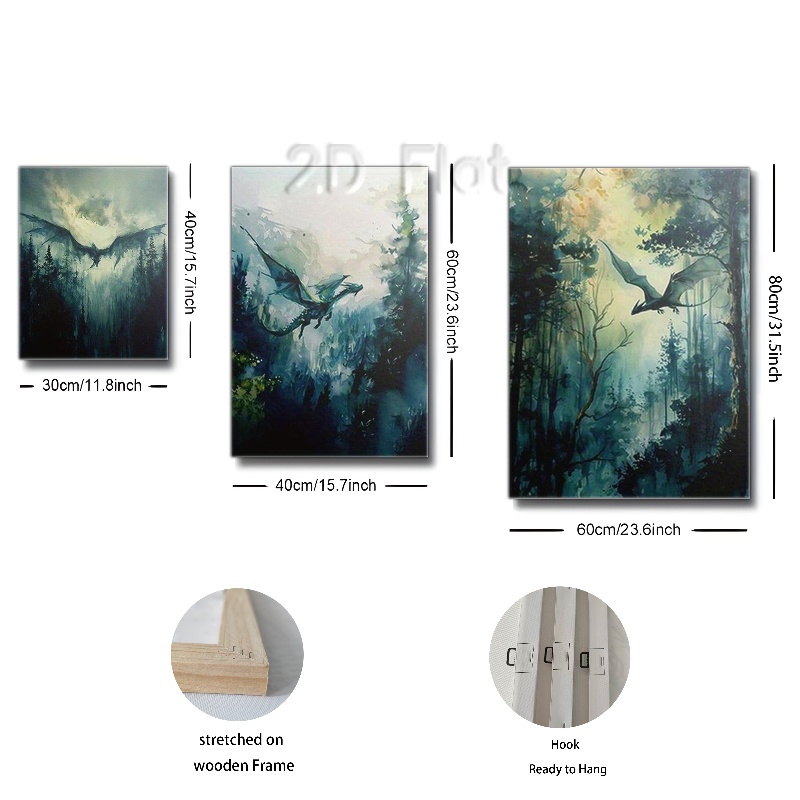 2D Flat
40cm/15.7inch
30cm/11.8inch
60cm/23.6inch
40cm/15.7inch
80cm/31.5inch
60cm/23.6inch
stretched on
wooden Frame
Hook
Ready to Hang